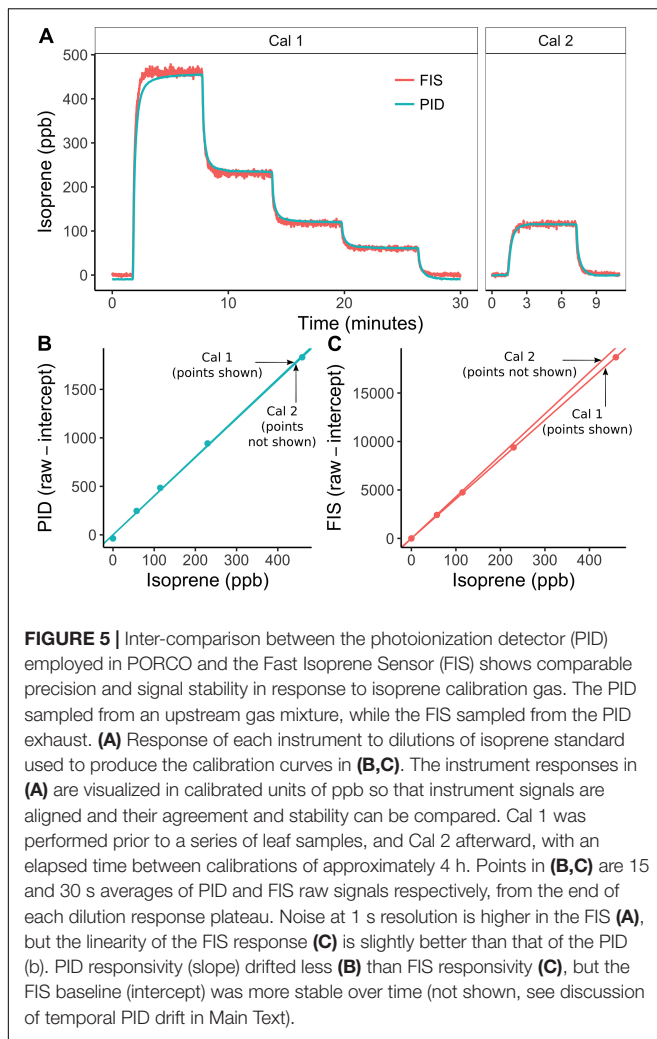 A
Cal 1
Cal 2
Isoprene (ppb)
500
400
300
200
100
0
FIS
PID
0
10
20
30
0
3
6
9
Time (minutes)
B
PID (raw – intercept)
1500
1000
500
0
Cal 1
(points shown)
Cal 2
(points
not shown)
0
100
200
300
400
Isoprene (ppb)
C
FIS (raw – intercept)
15000
10000
5000
0
Cal 2
(points not shown)
Cal 1
(points shown)
0
100
200
300
400
Isoprene (ppb)
FIGURE 5 | Inter-comparison between the photoionization detector (PID)
employed in PORCO and the Fast Isoprene Sensor (FIS) shows comparable
precision and signal stability in response to isoprene calibration gas. The PID
sampled from an upstream gas mixture, while the FIS sampled from the PID
exhaust. (A) Response of each instrument to dilutions of isoprene standard
used to produce the calibration curves in (B,C). The instrument responses in
(A) are visualized in calibrated units of ppb so that instrument signals are
aligned and their agreement and stability can be compared. Cal 1 was
performed prior to a series of leaf samples, and Cal 2 afterward, with an
elapsed time between calibrations of approximately 4 h. Points in (B,C) are 15
and 30 s averages of PID and FIS raw signals respectively, from the end of
each dilution response plateau. Noise at 1 s resolution is higher in the FIS (A),
but the linearity of the FIS response (C) is slightly better than that of the PID
(b). PID responsivity (slope) drifted less (B) than FIS responsivity (C), but the
FIS baseline (intercept) was more stable over time (not shown, see discussion
of temporal PID drift in Main Text).